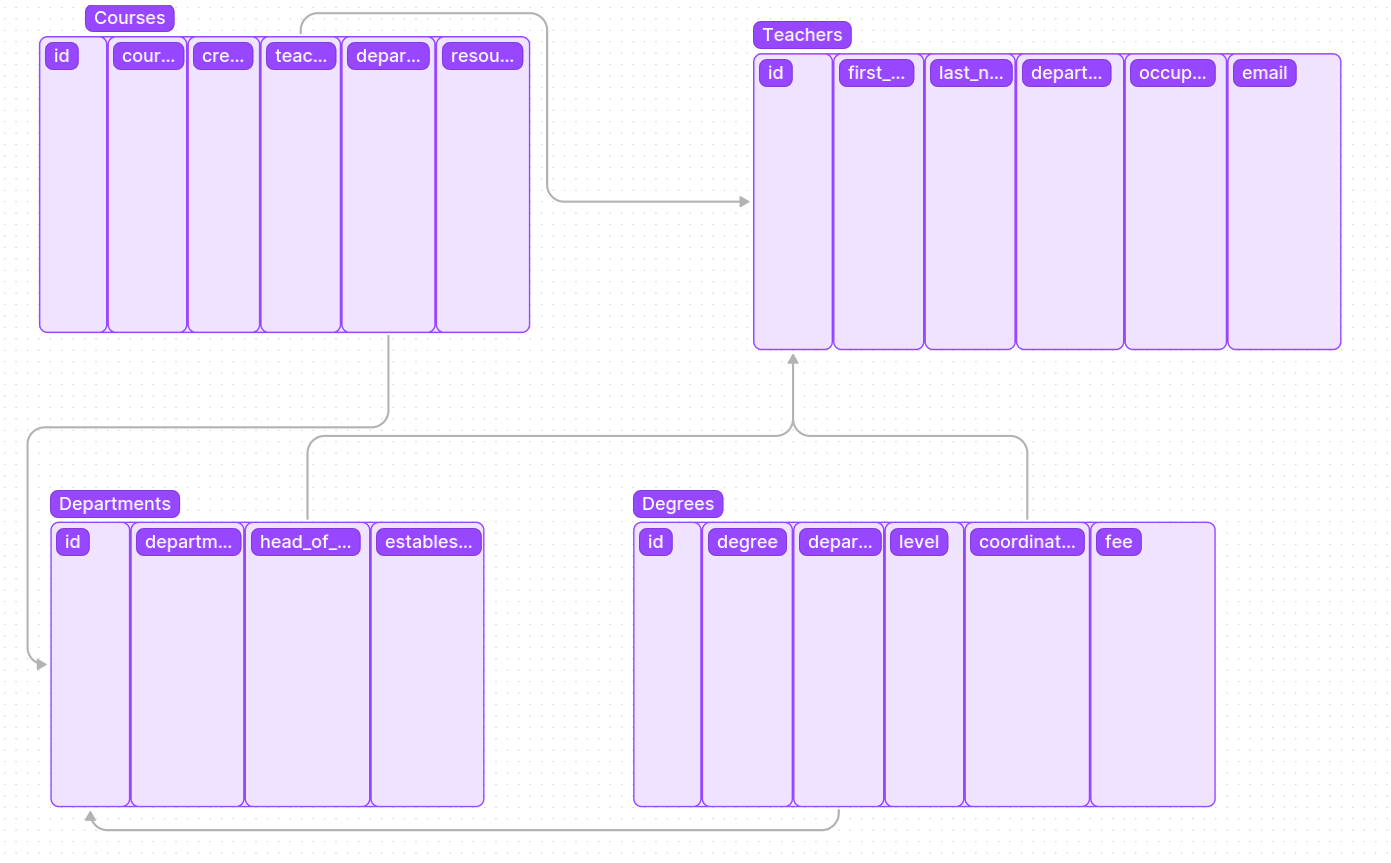 Courses
id cour... cre... teac... depar... resou...
Teachers
id first_... last_n... depart... occup... email
Departments
id departm... head_of_... estables...
Degrees
id degree depar... level coordinat... fee